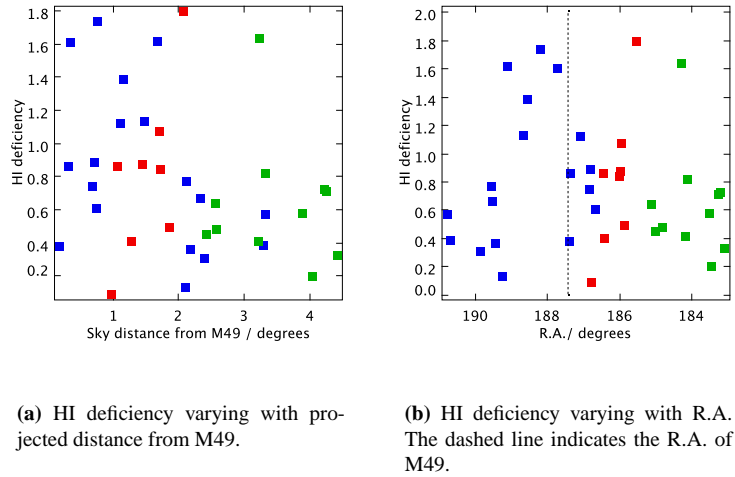 1.8
1.6
1.4
1.2
1.0
0.8
0.6
0.4
0.2
HI deficiency
1 2 3 4
Sky distance from M49 / degrees
2.0
1.8
1.6
1.4
1.2
1.0
0.8
0.6
0.4
0.2
0.0
HI deficiency
190 188 186 184
R.A./ degrees
(a) HI deficiency varying with pro-
jected distance from M49.
(b) HI deficiency varying with R.A.
The dashed line indicates the R.A. of
M49.